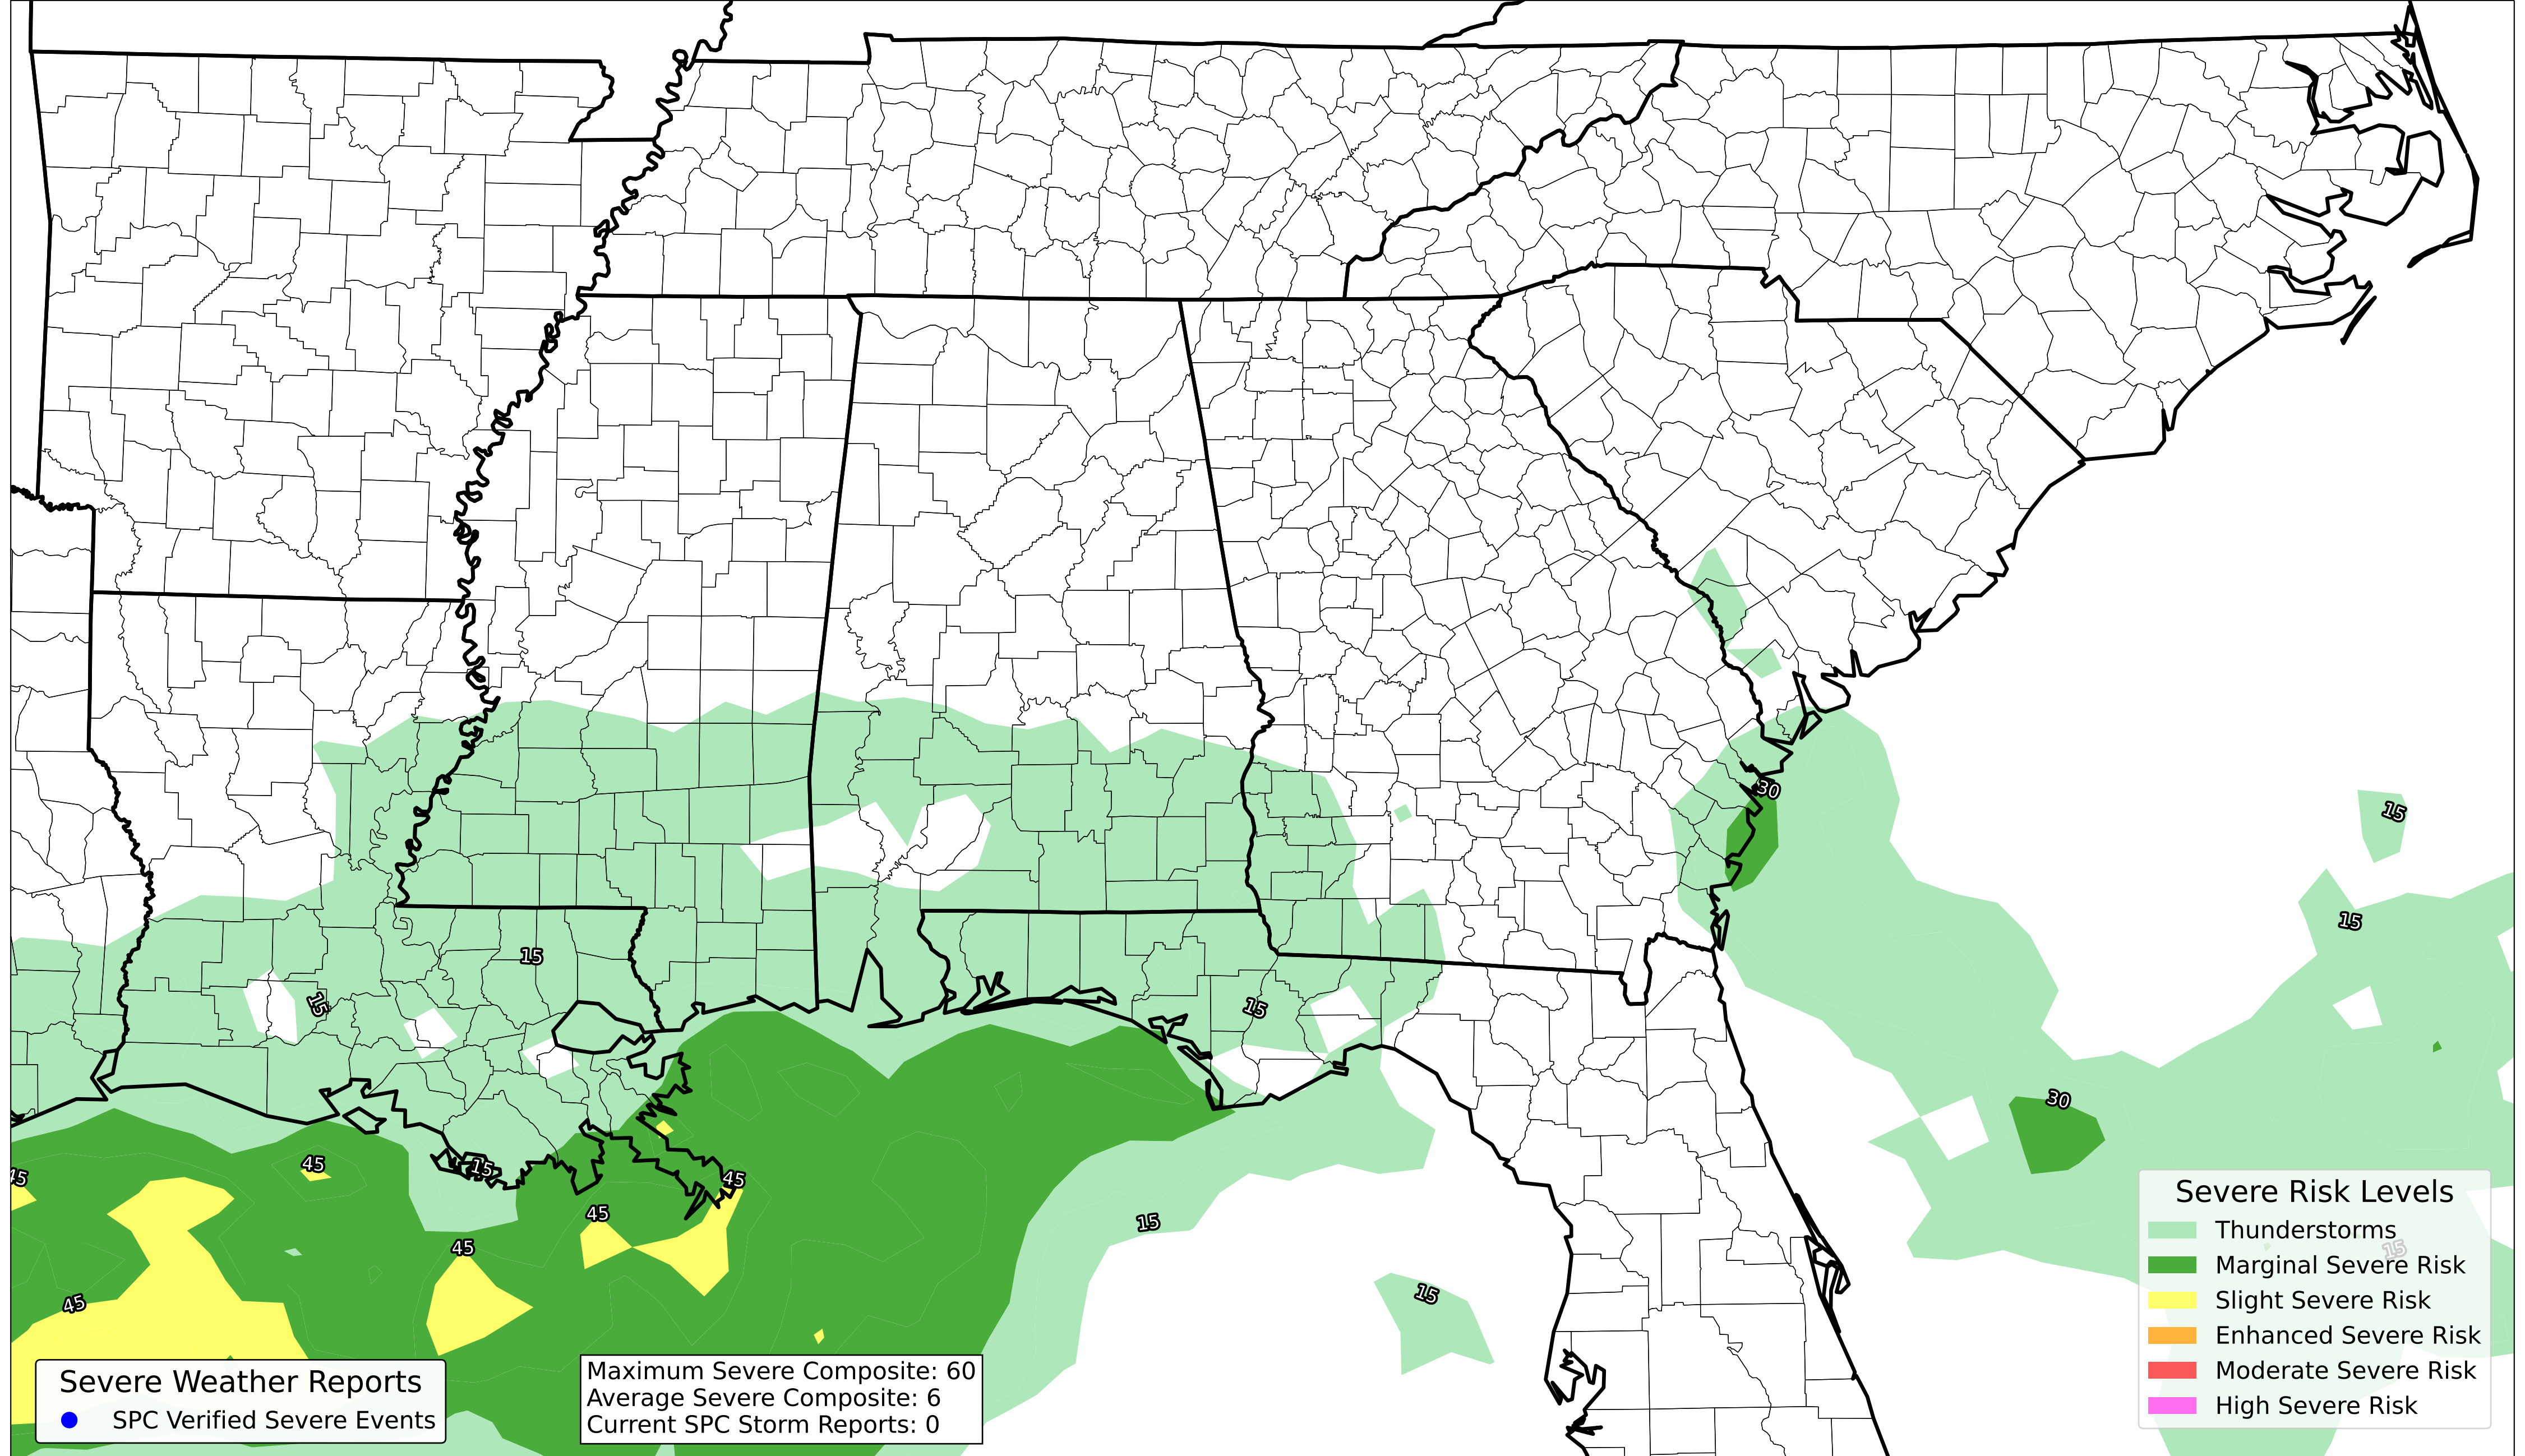 30
15
15
15
15
15
30
45
15
45
45
45
15
15
45
15
45
Severe Risk Levels
Thunderstorms
Marginal Severe Risk
Slight Severe Risk
Enhanced Severe Risk
Moderate Severe Risk
High Severe Risk
Severe Weather Reports
SPC Verified Severe Events
Maximum Severe Composite: 60
Average Severe Composite: 6
Current SPC Storm Reports: 0